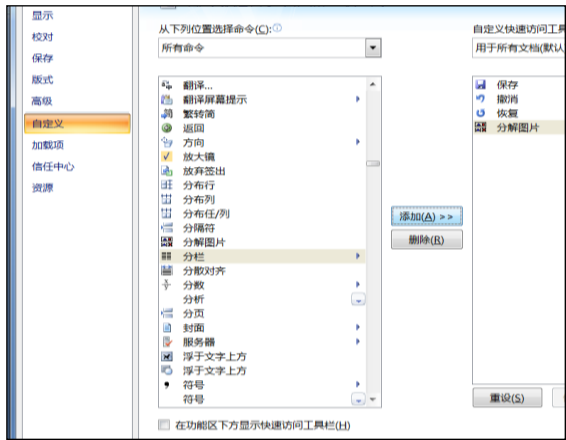 显示
校对
保存
版式
高级
自定义
加载项
信任中心
资源
从下列位置选择命令(C):
所有命令
翻译...
翻译屏幕提示
繁转简
返回
方向
放大镜
放弃签出
分布行
分布列
分布任/列
分隔符
分解图片
分栏
分散对齐
分数
分析
分页
封面
服务器
浮于文字上方
浮于文字上方
符号
符号
在功能区下方显示快速访问工具栏(H)
添加(A) >>
删除(R)
自定义快速访问工具
用于所有文档(默认
保存
撤消
恢复
分解图片
重设(S)